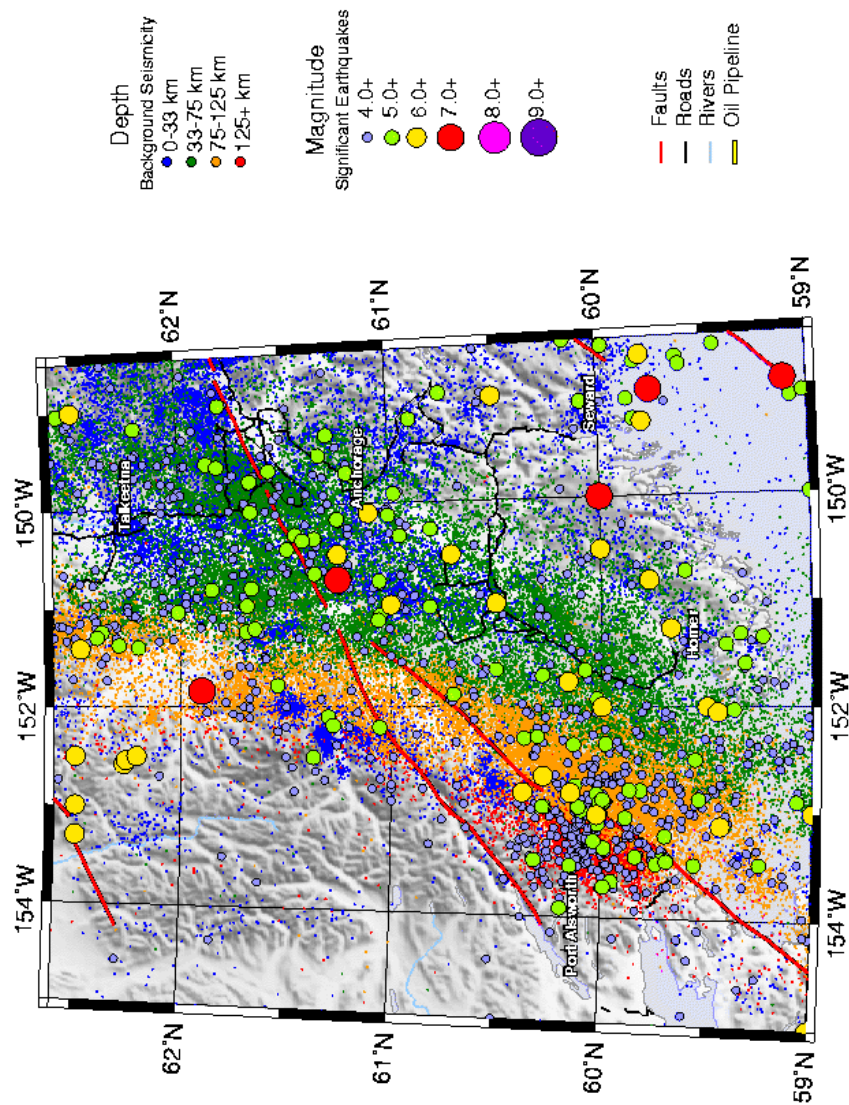 Depth
Background Seismicity
0-33 km
33-75 km
75-125 km
125+ km
Magnitude
Significant Earthquakes
4.0+
5.0+
6.0+
7.0+
8.0+
9.0+
Faults
Roads
Rivers
Oil Pipeline
62°N
61°N
60°N
59°N
150°W
152°W
154°W
150°W
152°W
154°W
62°N
61°N
60°N
59°N
Talkeetna
Anchorage
Seward
Homer
Port Alsworth